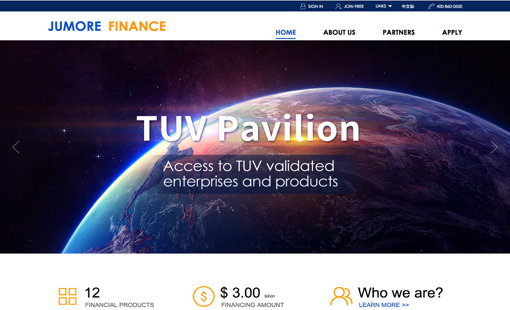 SIGN IN JOIN FREE LINKS 中文站 400-860-0550
JUMORE FINANCE
HOME ABOUT US PARTNERS APPLY
TUV Pavilion
Access to TUV validated
enterprises and products
12
FINANCIAL PRODUCTS
$ 3.00 billion
FINANCING AMOUNT
Who we are?
LEARN MORE >>